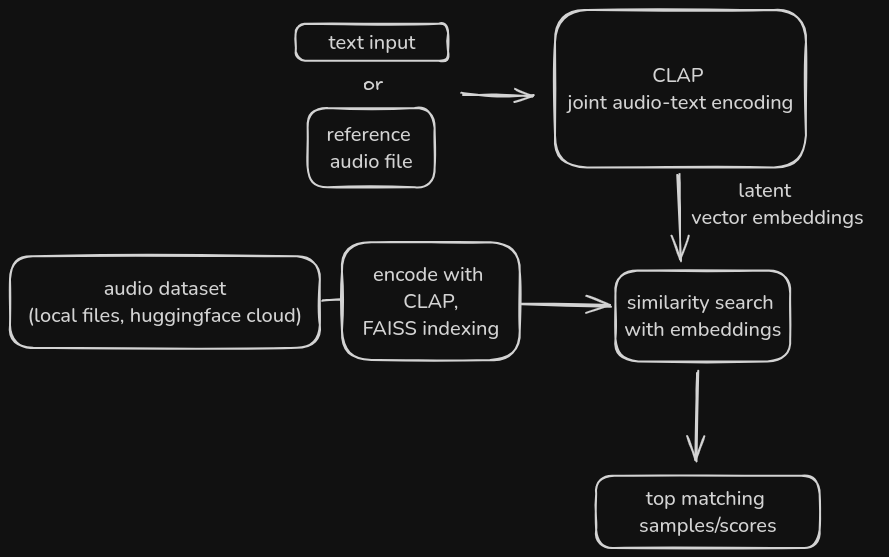 text input
or
reference
audio file
CLAP
joint audio-text encoding
latent
vector embeddings
audio dataset
(local files, huggingface cloud)
encode with
CLAP,
FAISS indexing
similarity search
with embeddings
top matching
samples/scores